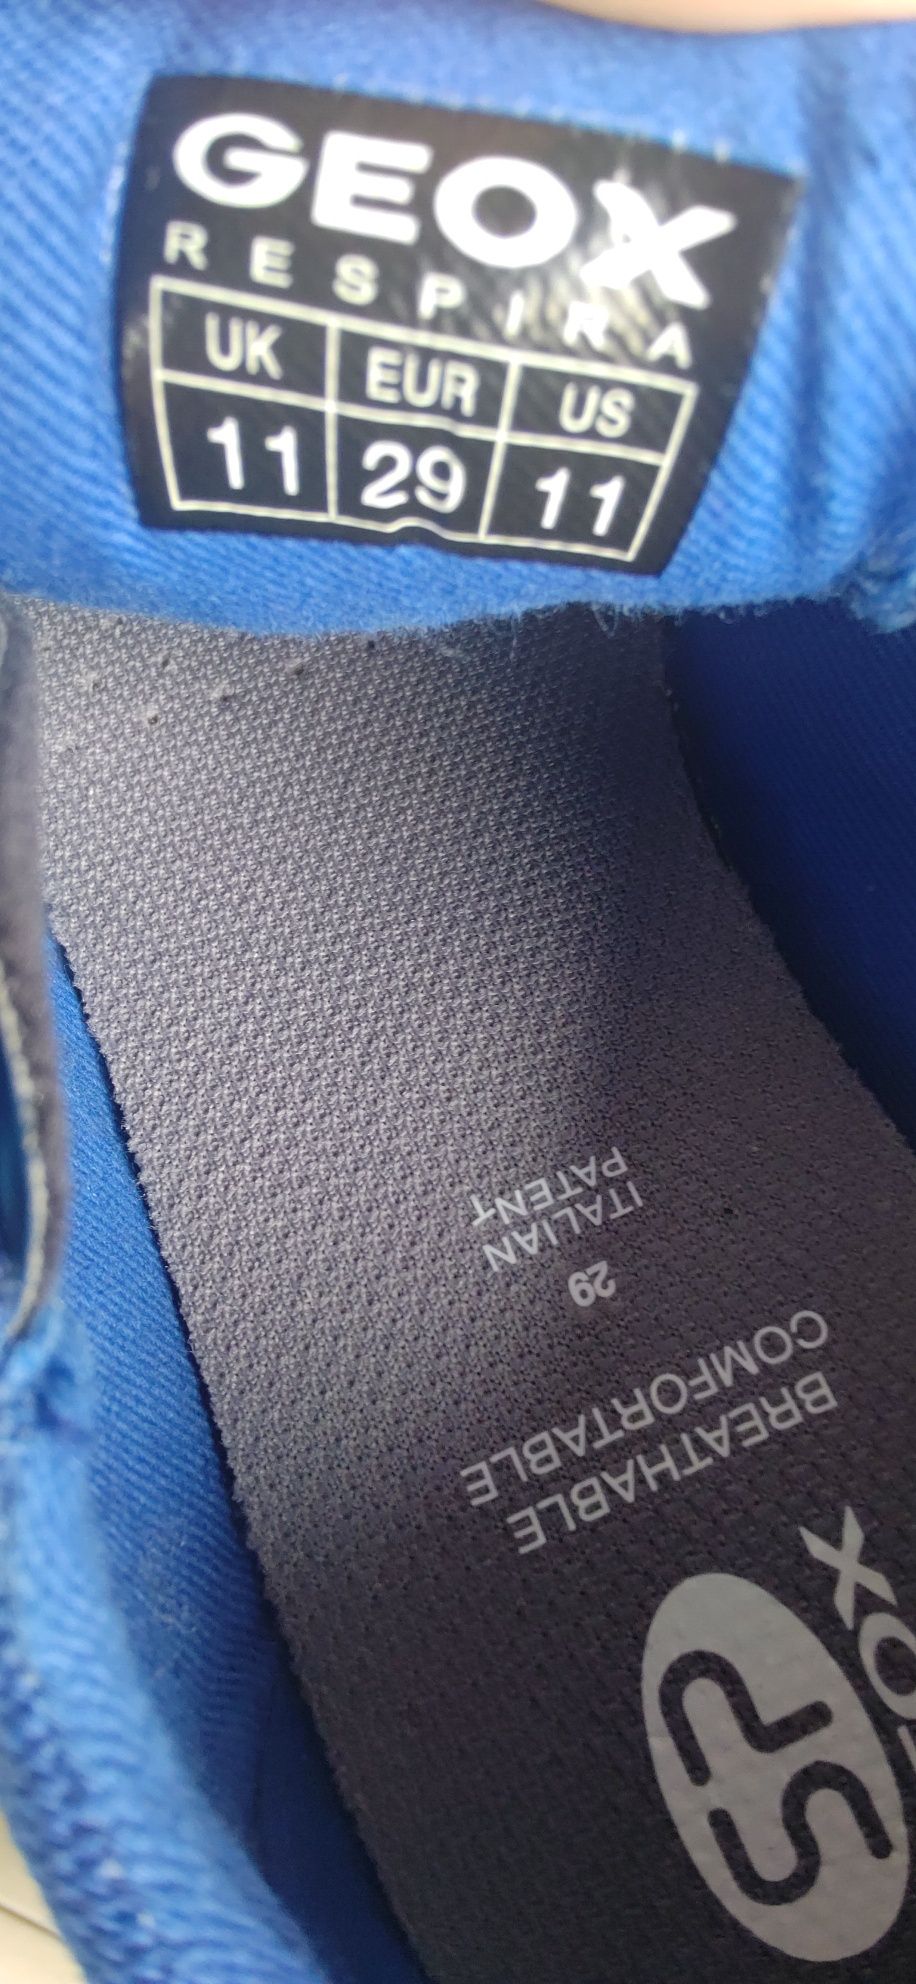 GEOX
RESPIRA
UK EUR US
11 29 11
BREATHABLE
COMFORTABLE
29
ITALIAN
PATENT